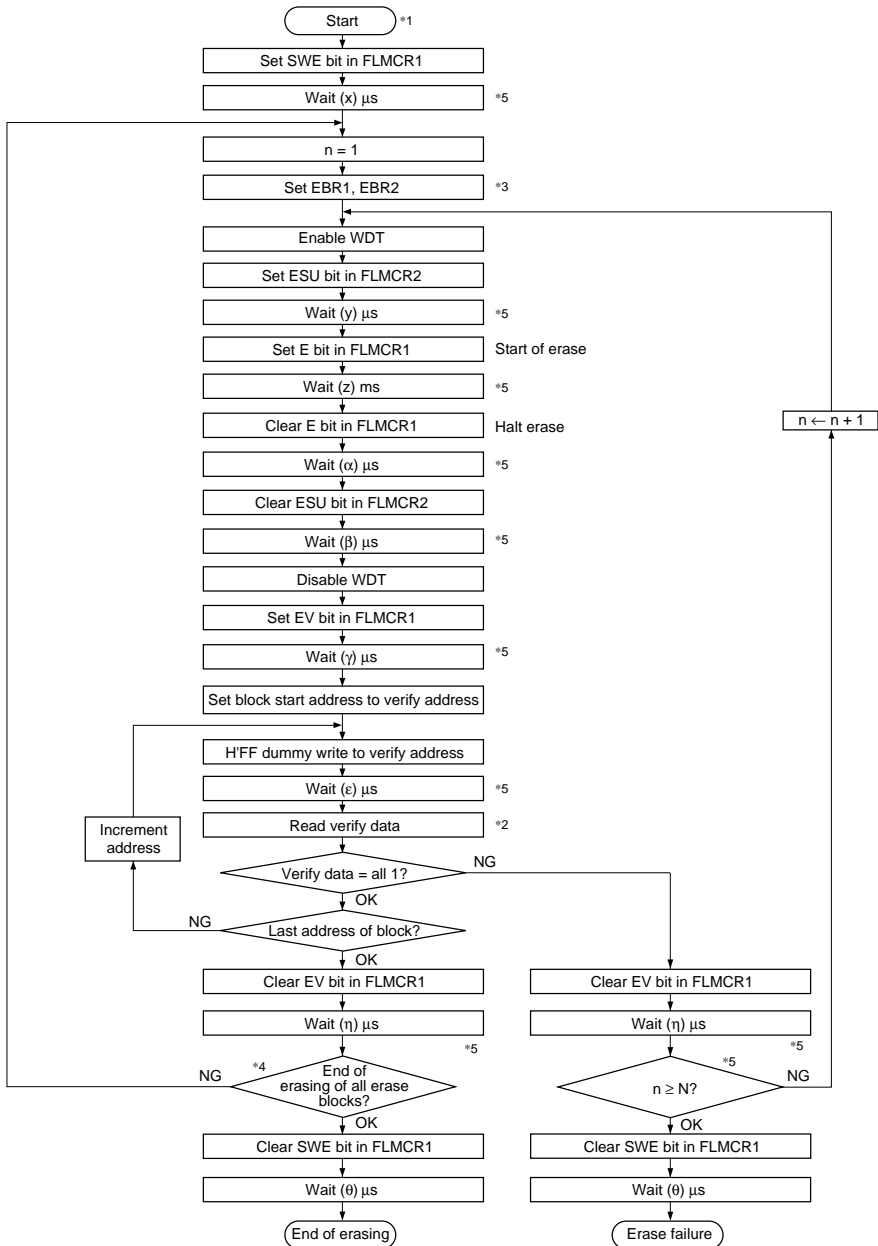 Start
*1
Set SWE bit in FLMCR1
Wait (x) μs
*5
n = 1
Set EBR1, EBR2
*3
Enable WDT
Set ESU bit in FLMCR2
Wait (y) μs
*5
Set E bit in FLMCR1
Start of erase
Wait (z) ms
*5
n ← n + 1
Clear E bit in FLMCR1
Halt erase
Wait (α) μs
*5
Clear ESU bit in FLMCR2
Wait (β) μs
*5
Disable WDT
Set EV bit in FLMCR1
Wait (γ) μs
*5
Set block start address to verify address
H'FF dummy write to verify address
Wait (ε) μs
*5
Increment
address
Read verify data
*2
Verify data = all 1?
NG
OK
NG
Last address of block?
OK
Clear EV bit in FLMCR1
Clear EV bit in FLMCR1
Wait (η) μs
Wait (η) μs
*5
*5
NG
*4
End of
erasing of all erase
blocks?
*5
n ≥ N?
NG
OK
OK
Clear SWE bit in FLMCR1
Clear SWE bit in FLMCR1
Wait (θ) μs
Wait (θ) μs
End of erasing
Erase failure